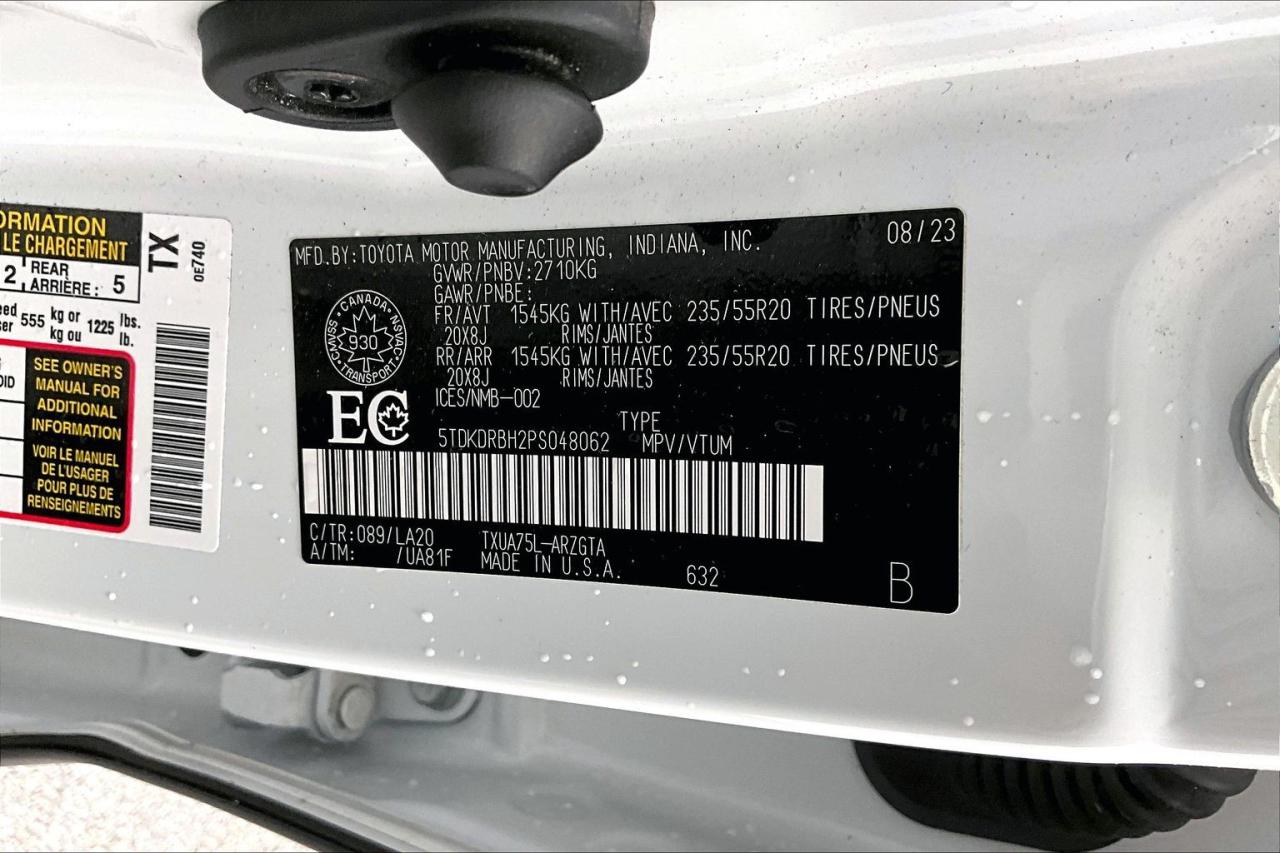 ORMATION
LE CHARGEMENT
2 REAR ARRIÈRE : 5
555 kg or kg ou 1225 lbs. lb.
SEE OWNER'S
MANUAL FOR
ADDITIONAL
INFORMATION
VOIR LE MANUEL
DE L'USAGER
POUR PLUS DE
RENSEIGNEMENTS
TX
0E740
MFD.BY:TOYOTA MOTOR MANUFACTURING, INDIANA, INC. 08/23
GVWR/PNBV:2710KG
GAWR/PNBE:
FR/AVT 1545KG WITH/AVEC 235/55R20 TIRES/PNEUS
20X8J RIMS/JANTES
RR/ARR 1545KG WITH/AVEC 235/55R20 TIRES/PNEUS
20X8J RIMS/JANTES
ICES/NMB-002
CANADA
CMVSS 930 NSVAC
TRANSPORT
EC
TYPE
5TDKDRBH2PS048062 MPV/VTUM
C/TR:089/LA20 TXUA75L-ARZGTA
A/TM: /UA81F MADE IN U.S.A. 632
B